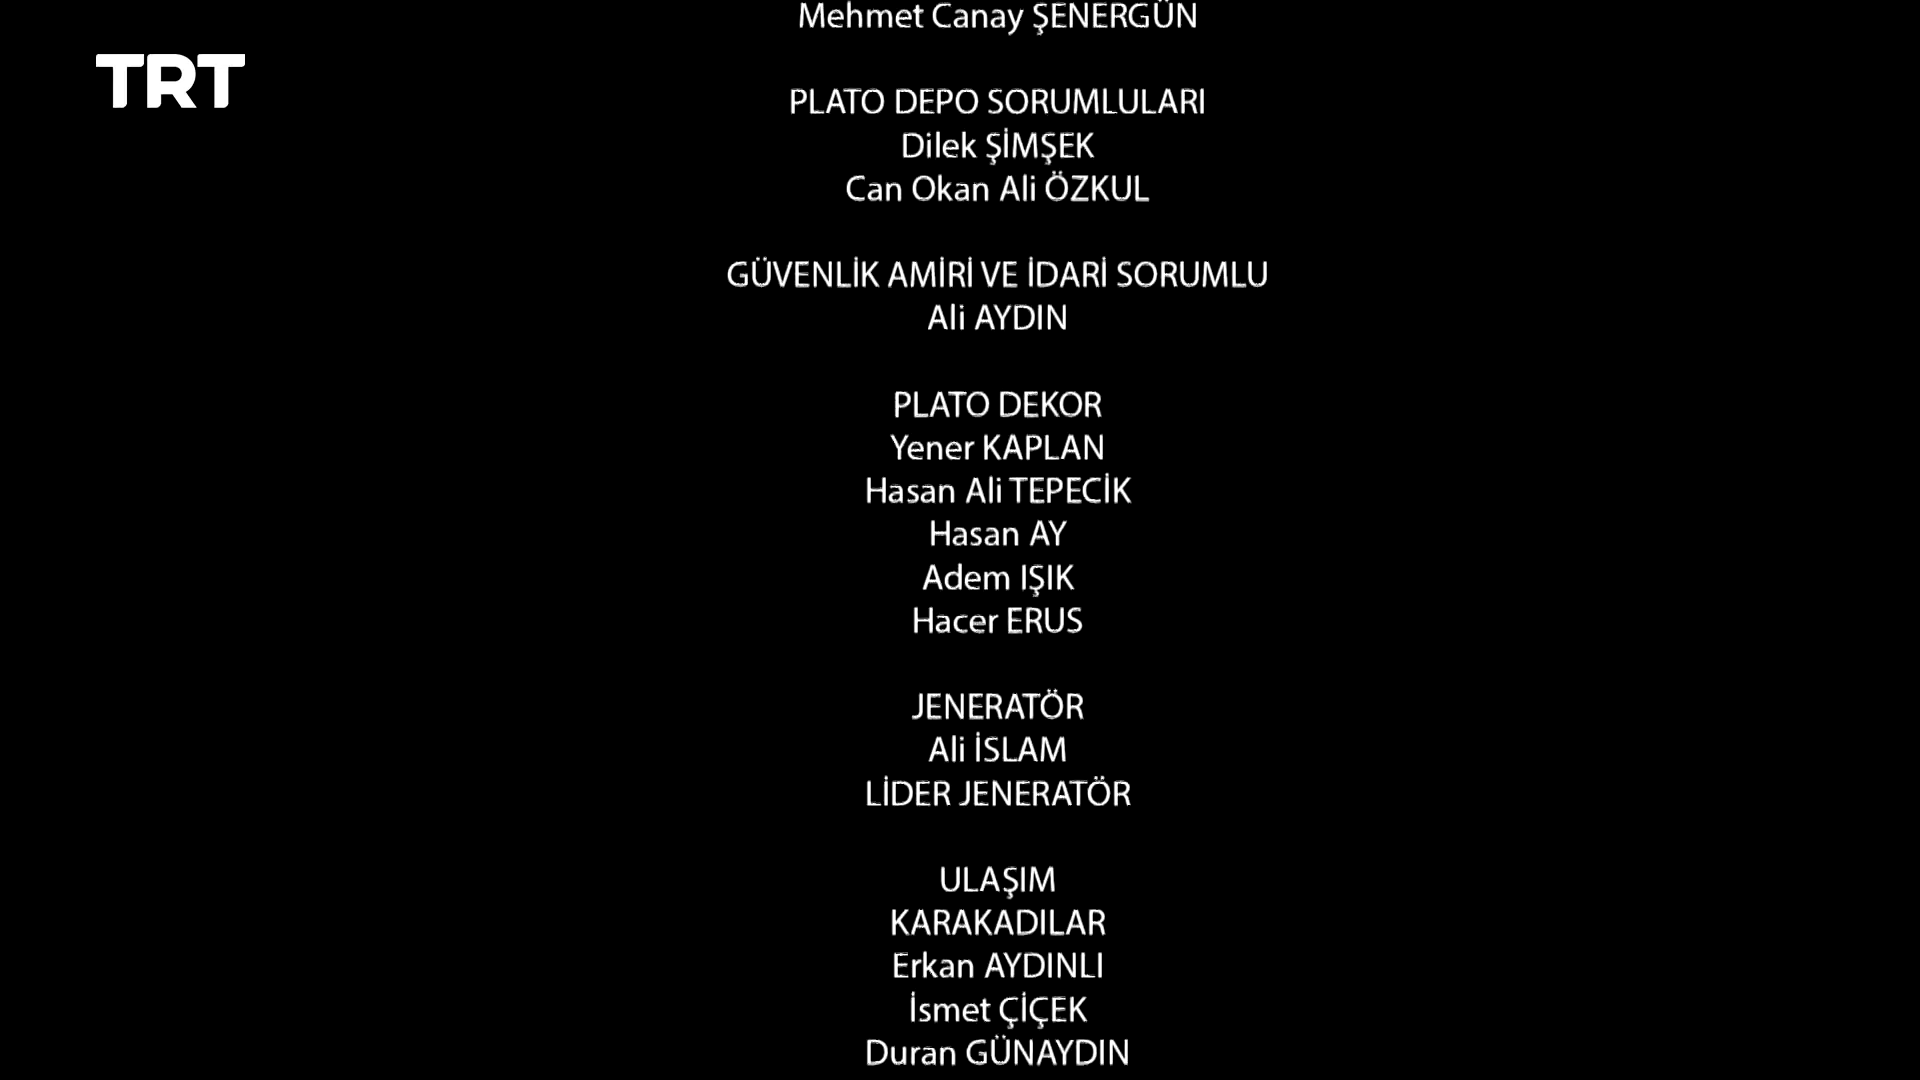 Mehmet Canay ŞENERGÜN
TRT
PLATO DEPO SORUMLULARI
Dilek ŞİMŞEK
Can Okan Ali ÖZKUL
GÜVENLİK AMİRİ VE İDARİ SORUMLU
Ali AYDIN
PLATO DEKOR
Yener KAPLAN
Hasan Ali TEPECİK
Hasan AY
Adem IŞIK
Hacer ERUS
JENERATÖR
Ali İSLAM
LİDER JENERATÖR
ULAŞIM
KARAKADILAR
Erkan AYDINLI
İsmet ÇİÇEK
Duran GÜNAYDIN